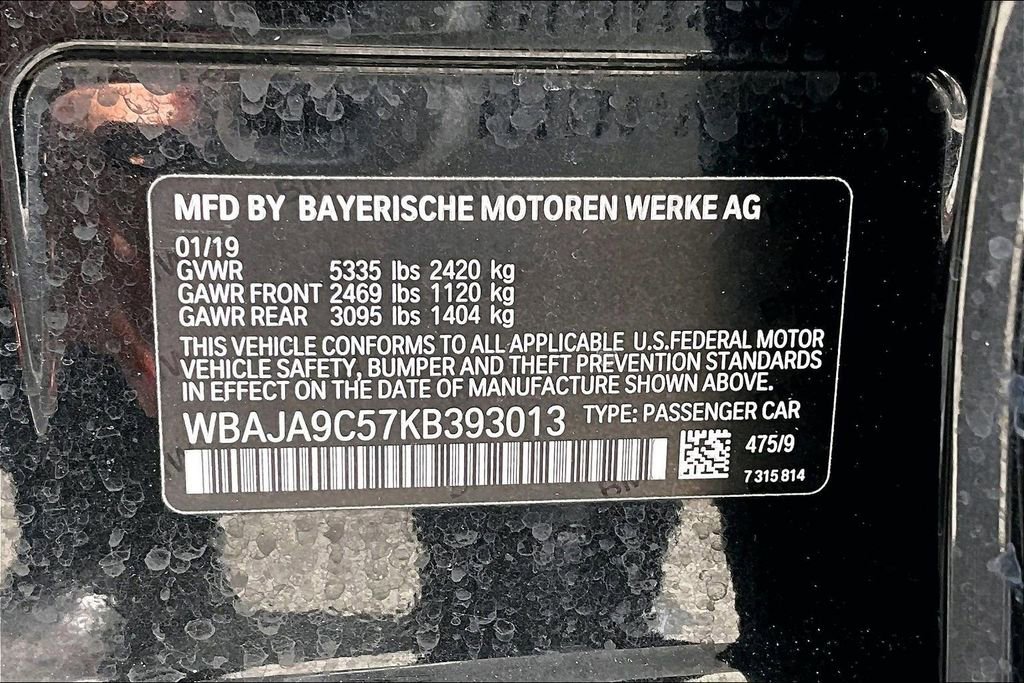 MFD BY BAYERISCHE MOTOREN WERKE AG
01/19
GVWR 5335 lbs 2420 kg
GAWR FRONT 2469 lbs 1120 kg
GAWR REAR 3095 lbs 1404 kg
THIS VEHICLE CONFORMS TO ALL APPLICABLE U.S.FEDERAL MOTOR
VEHICLE SAFETY, BUMPER AND THEFT PREVENTION STANDARDS
IN EFFECT ON THE DATE OF MANUFACTURE SHOWN ABOVE.
WBAJA9C57KB393013 TYPE: PASSENGER CAR
475/9
7 315 814